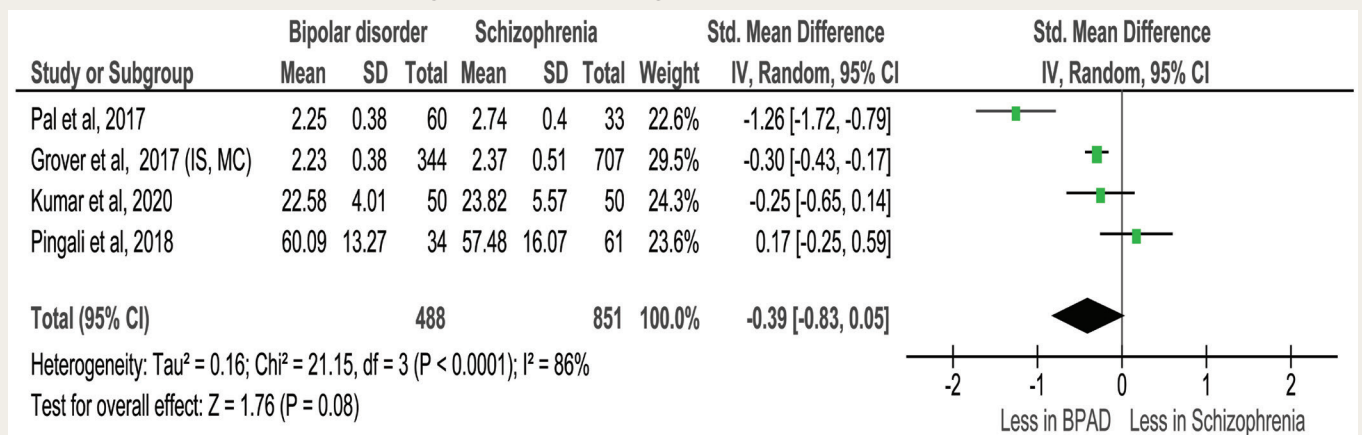 Bipolar disorder Schizophrenia Std. Mean Difference Std. Mean Difference
Study or Subgroup Mean SD Total Mean SD Total Weight IV, Random, 95% CI IV, Random, 95% CI
Pal et al, 2017 2.25 0.38 60 2.74 0.4 33 22.6% -1.26 [-1.72, -0.79]
Grover et al, 2017 (IS, MC) 2.23 0.38 344 2.37 0.51 707 29.5% -0.30 [-0.43, -0.17]
Kumar et al, 2020 22.58 4.01 50 23.82 5.57 50 24.3% -0.25 [-0.65, 0.14]
Pingali et al, 2018 60.09 13.27 34 57.48 16.07 61 23.6% 0.17 [-0.25, 0.59]
Total (95% CI) 488 851 100.0% -0.39 [-0.83, 0.05]
Heterogeneity: Tau² = 0.16; Chi² = 21.15, df = 3 (P < 0.0001); I² = 86%
Test for overall effect: Z = 1.76 (P = 0.08)
-2 -1 0 1 2
Less in BPAD Less in Schizophrenia